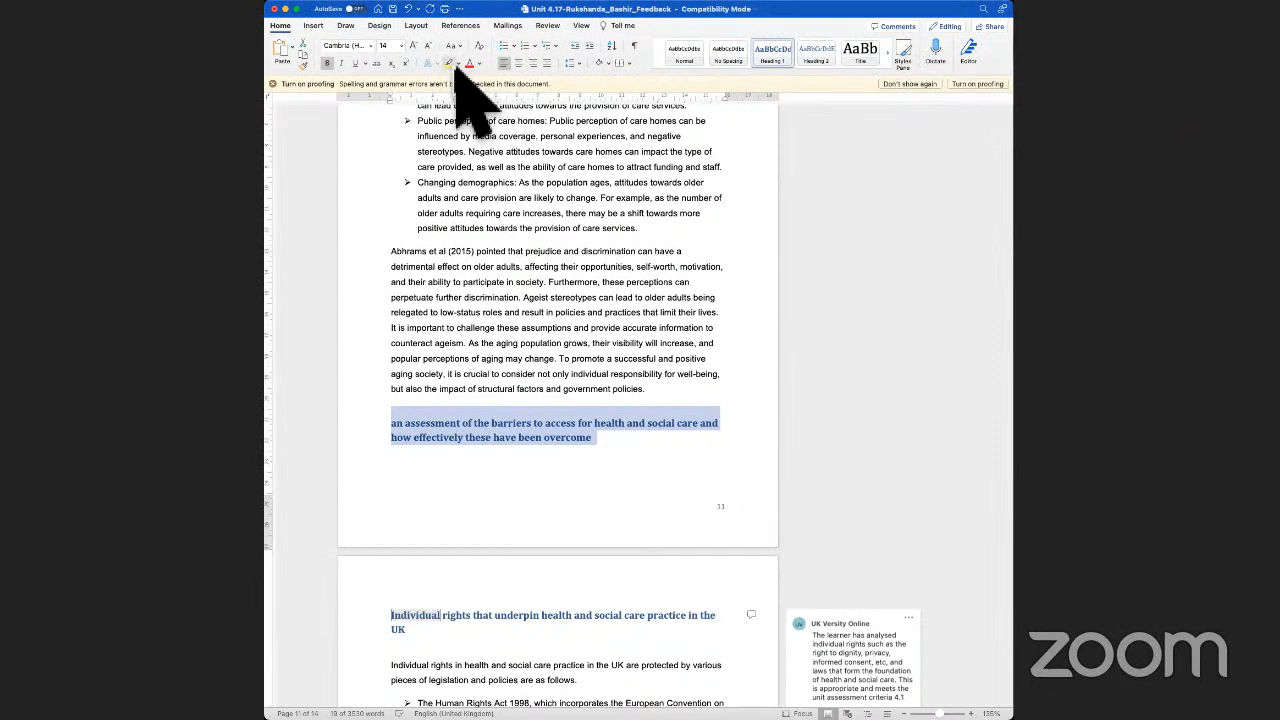 AutoSave OFF
Unit 4.17-Rukshanda_Bashir_Feedback - Compatibility Mode
Home Insert Draw Design Layout References Mailings Review View Tell me
Comments Editing Share
Paste
Cambria (H... 14
AaBbCcDc AaBbCcDc AaBbCcDc AaBbCcDdE AaBb
Normal No Spacing Heading 1 Heading 2 Title
Styles Pane
Dictate
Editor
Turn on proofing Spelling and grammar errors aren't checked in this document.
Don't show again Turn on proofing
can lead attitudes towards the provision of care services.
➢ Public of care homes: Public perception of care homes can be
influenced by media coverage, personal experiences, and negative
stereotypes. Negative attitudes towards care homes can impact the type of
care provided, as well as the ability of care homes to attract funding and staff.
➢ Changing demographics: As the population ages, attitudes towards older
adults and care provision are likely to change. For example, as the number of
older adults requiring care increases, there may be a shift towards more
positive attitudes towards the provision of care services.
Abhrams et al (2015) pointed that prejudice and discrimination can have a
detrimental effect on older adults, affecting their opportunities, self-worth, motivation,
and their ability to participate in society. Furthermore, these perceptions can
perpetuate further discrimination. Ageist stereotypes can lead to older adults being
relegated to low-status roles and result in policies and practices that limit their lives.
It is important to challenge these assumptions and provide accurate information to
counteract ageism. As the aging population grows, their visibility will increase, and
popular perceptions of aging may change. To promote a successful and positive
aging society, it is crucial to consider not only individual responsibility for well-being,
but also the impact of structural factors and government policies.
an assessment of the barriers to access for health and social care and
how effectively these have been overcome
11
Individual rights that underpin health and social care practice in the
UK
Individual rights in health and social care practice in the UK are protected by various
pieces of legislation and policies are as follows.
➢ The Human Rights Act 1998, which incorporates the European Convention on
UV UK Versity Online
The learner has analysed
individual rights such as the
right to dignity, privacy,
informed consent, etc, and
laws that form the foundation
of health and social care. This
is appropriate and meets the
unit assessment criteria 4.1
Page 11 of 14 19 of 3530 words English (United Kingdom) Focus 135%
zoom